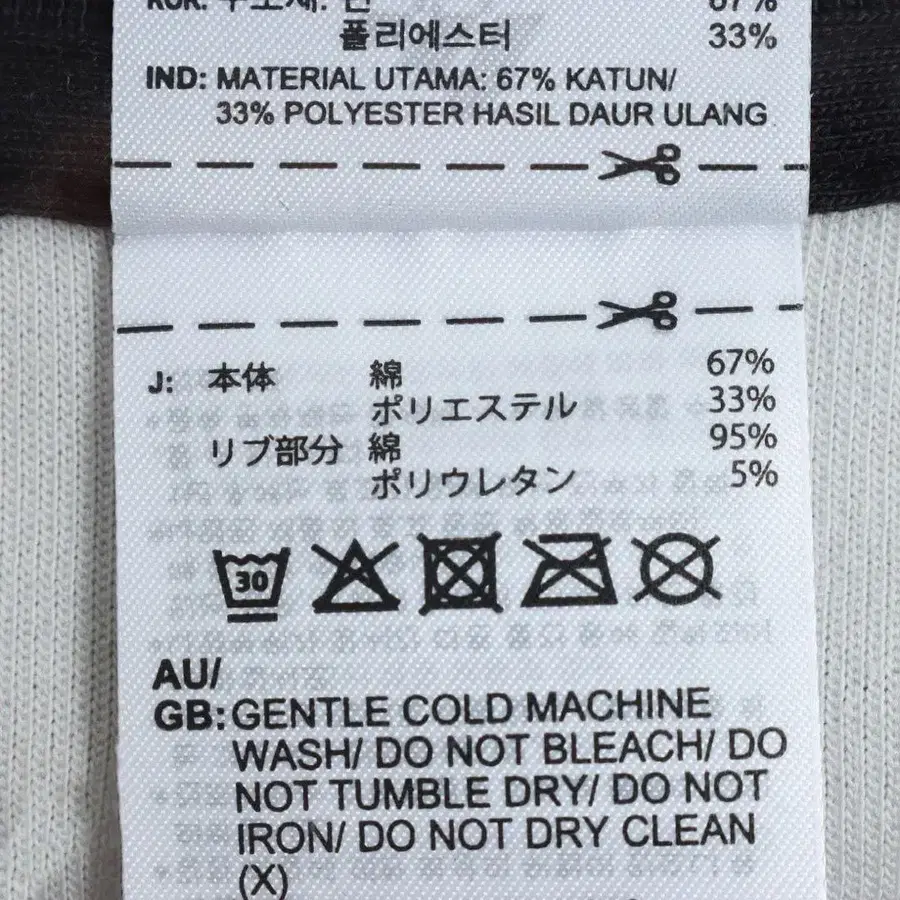 67%
폴리에스터 33%
IND: MATERIAL UTAMA: 67% KATUN/
33% POLYESTER HASIL DAUR ULANG
J: 本体 綿 67%
ポリエステル 33%
リブ部分 綿 95%
ポリウレタン 5%
30
AU/
GB: GENTLE COLD MACHINE
WASH/ DO NOT BLEACH/ DO
NOT TUMBLE DRY/ DO NOT
IRON/ DO NOT DRY CLEAN
(X)